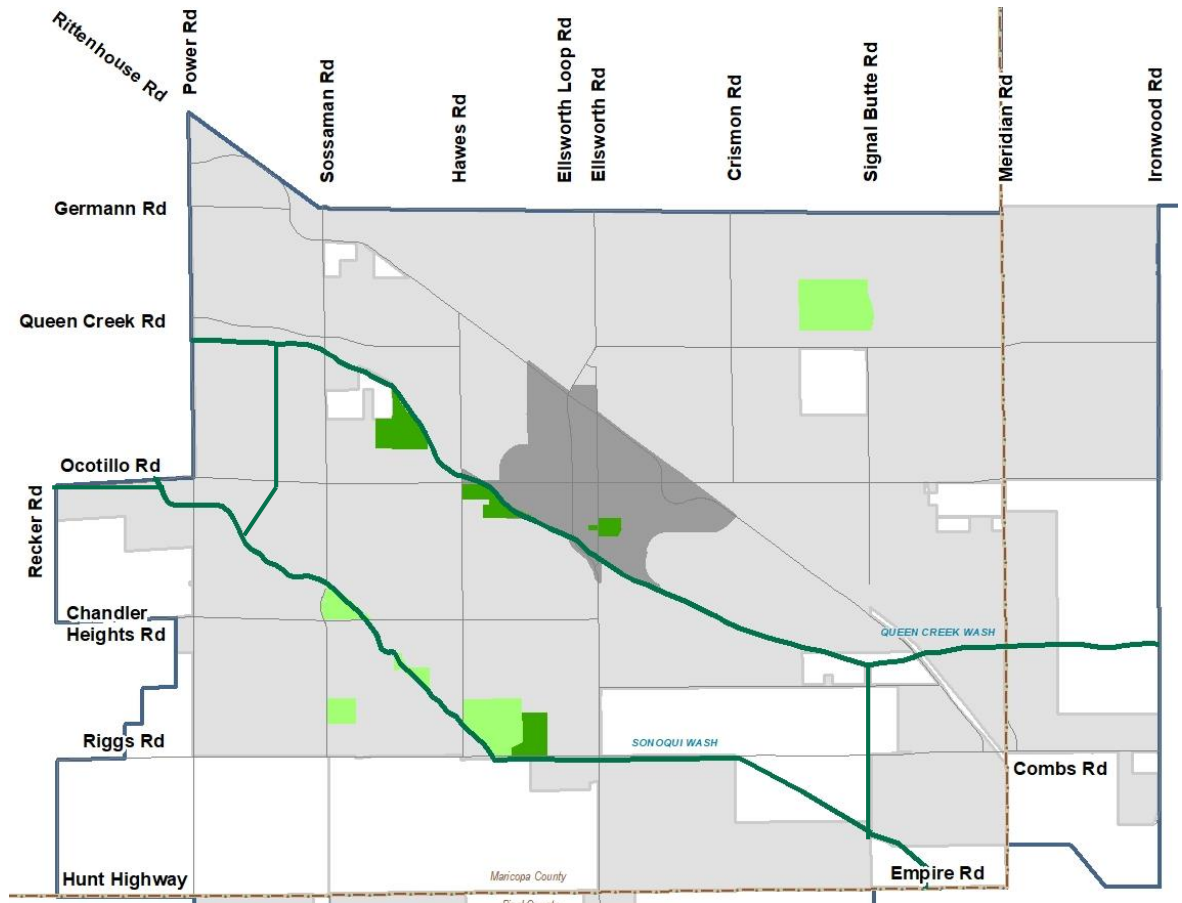 Rittenhouse Rd
Power Rd
Sossaman Rd
Hawes Rd
Ellsworth Loop Rd
Ellsworth Rd
Crismon Rd
Signal Butte Rd
Meridian Rd
Ironwood Rd
Germann Rd
Queen Creek Rd
Ocotillo Rd
Recker Rd
Chandler
Heights Rd
QUEEN CREEK WASH
Riggs Rd
SONOQUI WASH
Combs Rd
Hunt Highway
Maricopa County
Empire Rd